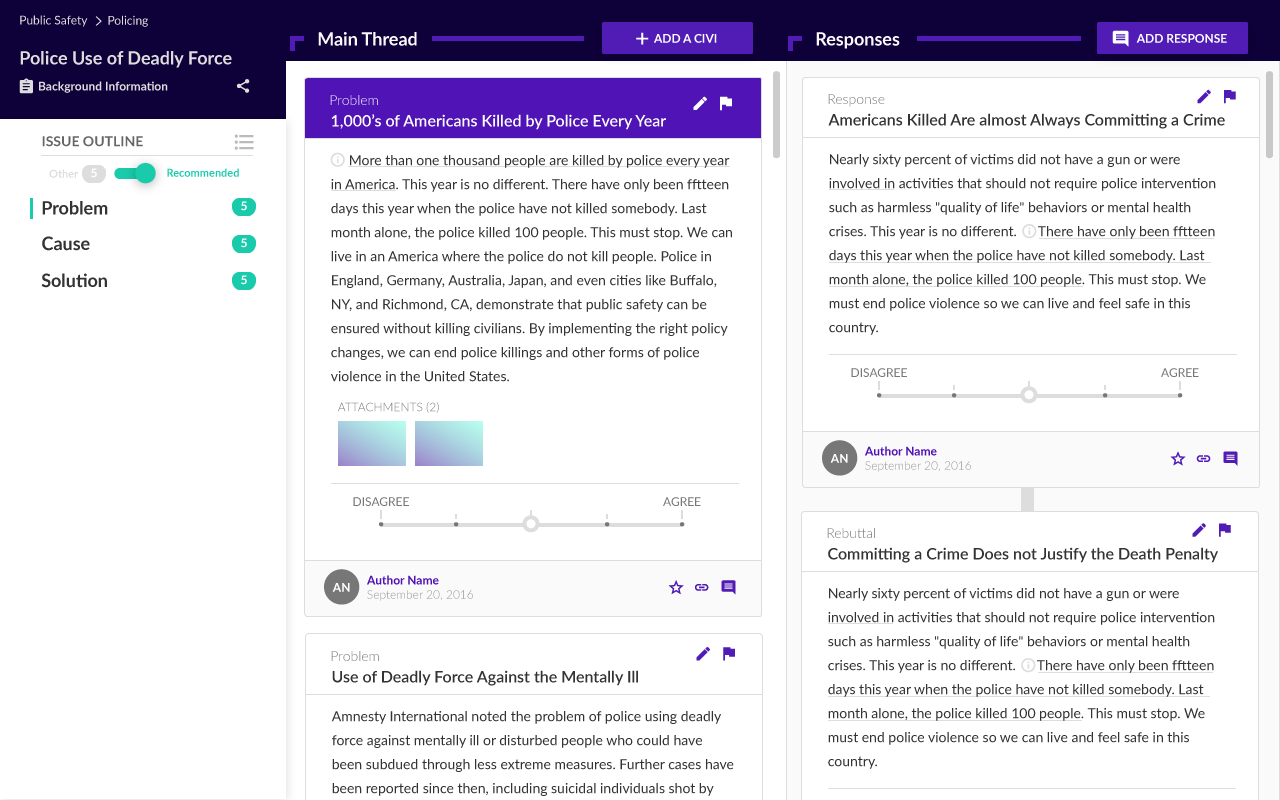 Public Safety > Policing
Police Use of Deadly Force
Background Information
ISSUE OUTLINE
Other 5 Recommended
Problem 5
Cause 5
Solution 5
Main Thread
ADD A CIVI
Problem
1,000’s of Americans Killed by Police Every Year
More than one thousand people are killed by police every year
in America. This year is no different. There have only been fftteen
days this year when the police have not killed somebody. Last
month alone, the police killed 100 people. This must stop. We can
live in an America where the police do not kill people. Police in
England, Germany, Australia, Japan, and even cities like Buffalo,
NY, and Richmond, CA, demonstrate that public safety can be
ensured without killing civilians. By implementing the right policy
changes, we can end police killings and other forms of police
violence in the United States.
ATTACHMENTS (2)
DISAGREE AGREE
AN
Author Name
September 20, 2016
Problem
Use of Deadly Force Against the Mentally Ill
Amnesty International noted the problem of police using deadly
force against mentally ill or disturbed people who could have
been subdued through less extreme measures. Further cases have
been reported since then, including suicidal individuals shot by
Responses
ADD RESPONSE
Response
Americans Killed Are almost Always Committing a Crime
Nearly sixty percent of victims did not have a gun or were
involved in activities that should not require police intervention
such as harmless "quality of life" behaviors or mental health
crises. This year is no different. There have only been fftteen
days this year when the police have not killed somebody. Last
month alone, the police killed 100 people. This must stop. We
must end police violence so we can live and feel safe in this
country.
DISAGREE AGREE
AN
Author Name
September 20, 2016
Rebuttal
Committing a Crime Does not Justify the Death Penalty
Nearly sixty percent of victims did not have a gun or were
involved in activities that should not require police intervention
such as harmless "quality of life" behaviors or mental health
crises. This year is no different. There have only been fftteen
days this year when the police have not killed somebody. Last
month alone, the police killed 100 people. This must stop. We
must end police violence so we can live and feel safe in this
country.